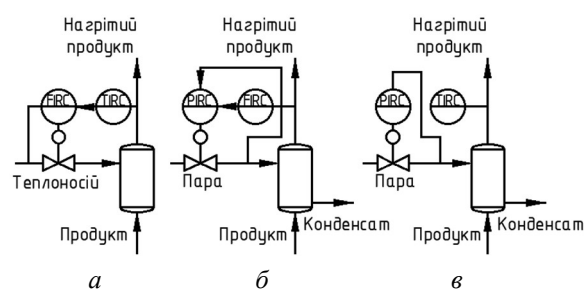 Нагрітий
продукт
FIRC
TIRC
Теплоносій
Продукт
а
Нагрітий
продукт
PIRC
FIRC
Пара
Конденсат
Продукт
б
Нагрітий
продукт
PIRC
TIRC
Пара
Конденсат
Продукт
в